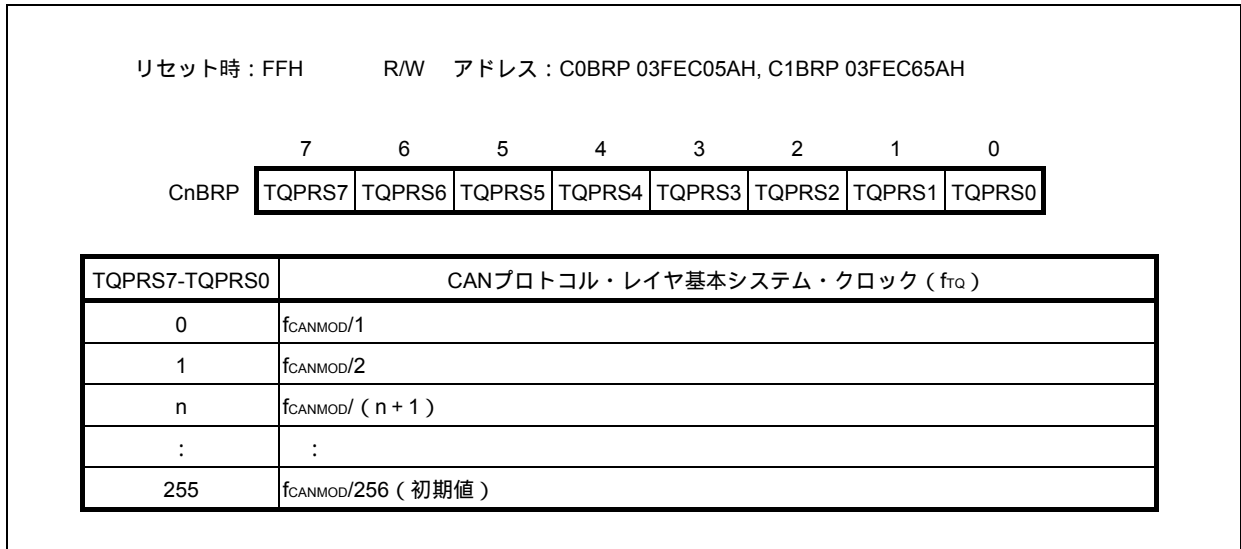 リセット時：FFH R/W アドレス：C0BRP 03FEC05AH, C1BRP 03FEC65AH
7 6 5 4 3 2 1 0
CnBRP TQPRS7 TQPRS6 TQPRS5 TQPRS4 TQPRS3 TQPRS2 TQPRS1 TQPRS0
TQPRS7-TQPRS0 CANプロトコル・レイヤ基本システム・クロック（fTQ）
0 fCANMOD/1
1 fCANMOD/2
n fCANMOD/（n + 1）
： ：
255 fCANMOD/256（初期値）